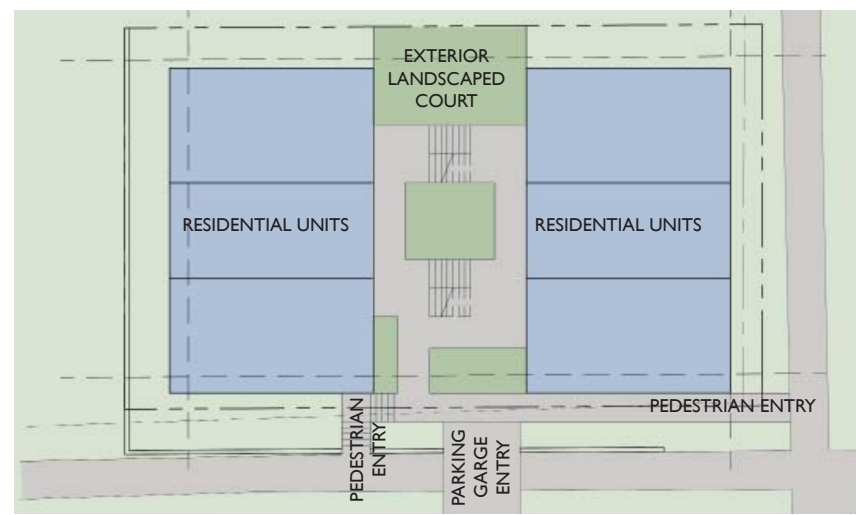 EXTERIOR
LANDSCAPED
COURT
RESIDENTIAL UNITS
RESIDENTIAL UNITS
PEDESTRIAN ENTRY
PEDESTRIAN
ENTRY
PARKING
GARGE
ENTRY